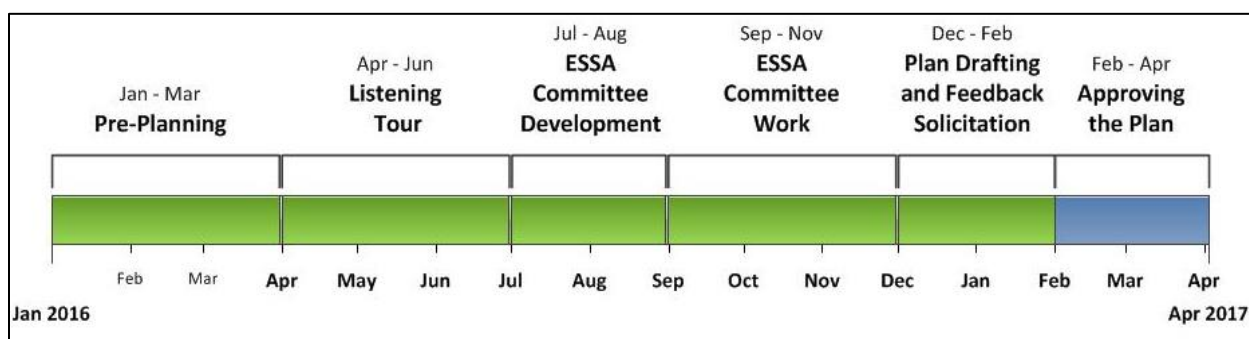 Jan - Mar
Pre-Planning
Apr - Jun
Listening
Tour
Jul - Aug
ESSA
Committee
Development
Sep - Nov
ESSA
Committee
Work
Dec - Feb
Plan Drafting
and Feedback
Solicitation
Feb - Apr
Approving
the Plan
Feb Mar Apr May Jun Jul Aug Sep Oct Nov Dec Jan Feb Mar Apr
Jan 2016 Apr 2017